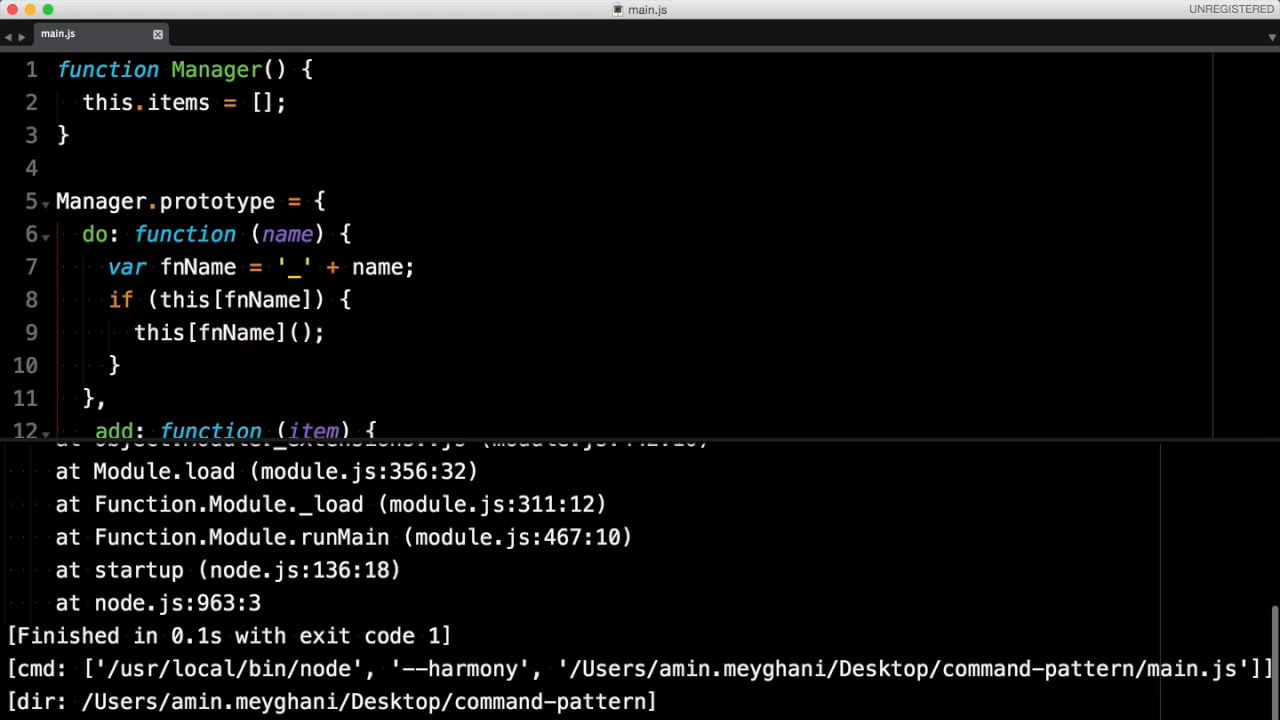 main.js
UNREGISTERED
main.js
1 function Manager() {
2 this.items = [];
3 }
4
5 Manager.prototype = {
6 do: function (name) {
7 var fnName = '_' + name;
8 if (this[fnName]) {
9 this[fnName]();
10 }
11 },
12 add: function (item) {
at Module.load (module.js:356:32)
at Function.Module._load (module.js:311:12)
at Function.Module.runMain (module.js:467:10)
at startup (node.js:136:18)
at node.js:963:3
[Finished in 0.1s with exit code 1]
[cmd: ['/usr/local/bin/node', '--harmony', '/Users/amin.meyghani/Desktop/command-pattern/main.js']]
[dir: /Users/amin.meyghani/Desktop/command-pattern]